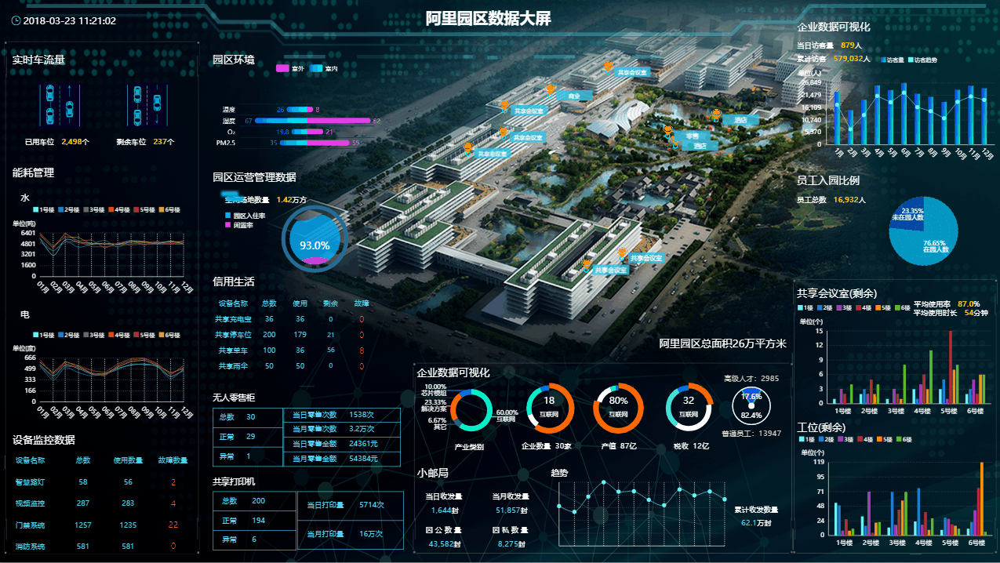 2018-03-23 11:21:02
阿里园区数据大屏
实时车流量
已用车位 2,498个
剩余车位 237个
能耗管理
水
1号楼 2号楼 3号楼 4号楼 5号楼 6号楼
单位(吨)
6401
4801
3201
1600
0
01月 02月 03月 04月 05月 06月 07月 08月 09月 10月 11月 12月
电
1号楼 2号楼 3号楼 4号楼 5号楼 6号楼
单位(度)
666
499
333
166
0
01月 02月 03月 04月 05月 06月 07月 08月 09月 10月 11月 12月
设备监控数据
设备名称 总数 使用数量 故障数量
智慧路灯 58 56 2
视频监控 287 283 4
门禁系统 1257 1235 22
消防系统 581 581 0
园区环境
室外 室内
温度 26 8
湿度 67 82
O₂ 19.8 21
PM2.5 35 55
园区运营管理数据
场地数量 1.42万方
园区入住率
闲置率
93.0%
信用生活
设备名称 总数 使用 剩余 故障
共享充电宝 36 36 0 0
共享停车位 200 179 21 0
共享单车 100 36 56 8
共享雨伞 50 50 0 0
无人零售柜
总数 30
正常 29
异常 1
当日零售次数 1538次
当月零售次数 3.2万次
当日零售金额 24361元
当月零售金额 54384元
共享打印机
总数 200
正常 194
异常 6
当日打印量 5714次
当月打印量 16万次
共享会议室
商业
共享会议室
共享会议室
共享会议室
酒店
零售
酒店
共享会议室
共享会议室
阿里园区总面积26万平方米
企业数据可视化
10.00%
芯片模组
23.33%
解决方案
6.67%
其它
60.00%
互联网
产业类别
18
互联网
企业数量 30家
80%
互联网
产值 87亿
32
互联网
税收 12亿
高级人才: 2985
17.6%
82.4%
普通员工: 13947
小邮局
当日收发量
1,644封
当月收发量
51,857封
因公数量
43,582封
因私数量
8,275封
趋势
累计收发数量
62.1万封
企业数据可视化
当日访客量 879人
累计访客 579,032人
访客量 访客趋势
单位(人)
26,849
21,479
16,109
10,740
5,370
0
1月 2月 3月 4月 5月 6月 7月 8月 9月 10月 11月 12月
员工入园比例
员工总数 16,932人
23.35%
未在园人数
76.65%
在园人数
共享会议室(剩余)
1楼 2楼 3楼 4楼 5楼 6楼
平均使用率 87.0%
平均使用时长 54分钟
单位(个)
15
12
9
6
3
0
1号楼 2号楼 3号楼 4号楼 5号楼 6号楼
工位(剩余)
1楼 2楼 3楼 4楼 5楼 6楼
单位(个)
119
95
71
48
24
0
1号楼 2号楼 3号楼 4号楼 5号楼 6号楼